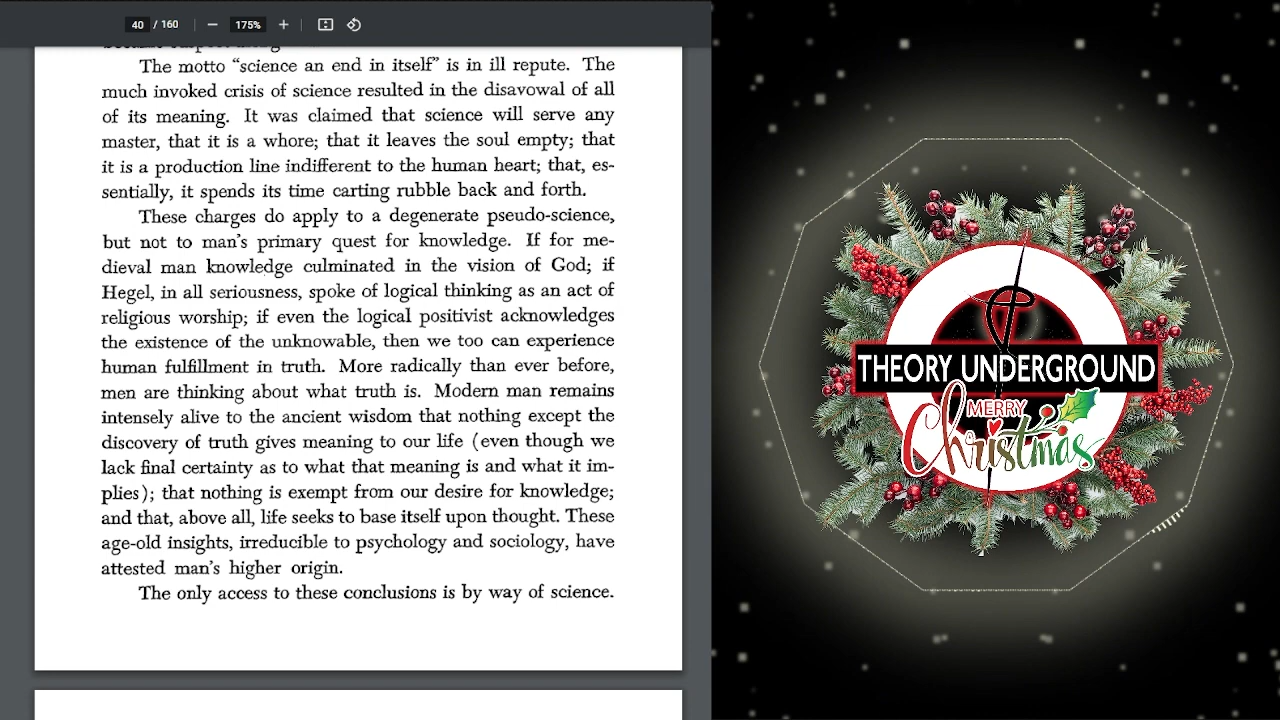 40 / 160
175%
The motto “science an end in itself” is in ill repute. The
much invoked crisis of science resulted in the disavowal of all
of its meaning. It was claimed that science will serve any
master, that it is a whore; that it leaves the soul empty; that
it is a production line indifferent to the human heart; that, es-
sentially, it spends its time carting rubble back and forth.
These charges do apply to a degenerate pseudo-science,
but not to man’s primary quest for knowledge. If for me-
dieval man knowledge culminated in the vision of God; if
Hegel, in all seriousness, spoke of logical thinking as an act of
religious worship; if even the logical positivist acknowledges
the existence of the unknowable, then we too can experience
human fulfillment in truth. More radically than ever before,
men are thinking about what truth is. Modern man remains
intensely alive to the ancient wisdom that nothing except the
discovery of truth gives meaning to our life (even though we
lack final certainty as to what that meaning is and what it im-
plies); that nothing is exempt from our desire for knowledge;
and that, above all, life seeks to base itself upon thought. These
age-old insights, irreducible to psychology and sociology, have
attested man’s higher origin.
The only access to these conclusions is by way of science.
THEORY UNDERGROUND
MERRY
Christmas